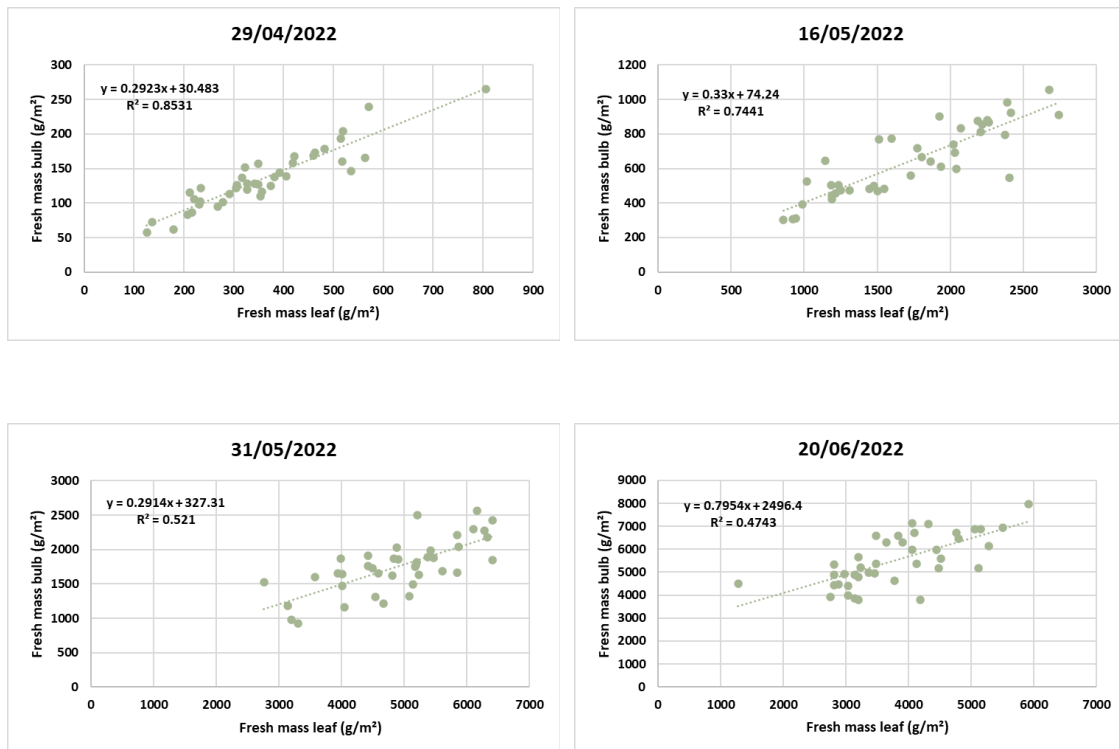 29/04/2022
300
250
200
150
100
50
0
Fresh mass bulb (g/m²)
y = 0.2923x + 30.483
R² = 0.8531
0 100 200 300 400 500 600 700 800 900
Fresh mass leaf (g/m²)
16/05/2022
1200
1000
800
600
400
200
0
Fresh mass bulb (g/m²)
y = 0.33x + 74.24
R² = 0.7441
0 500 1000 1500 2000 2500 3000
Fresh mass leaf (g/m²)
31/05/2022
3000
2500
2000
1500
1000
500
0
Fresh mass bulb (g/m²)
y = 0.2914x + 327.31
R² = 0.521
0 1000 2000 3000 4000 5000 6000 7000
Fresh mass leaf (g/m²)
20/06/2022
9000
8000
7000
6000
5000
4000
3000
2000
1000
0
Fresh mass bulb (g/m²)
y = 0.7954x + 2496.4
R² = 0.4743
0 1000 2000 3000 4000 5000 6000 7000
Fresh mass leaf (g/m²)